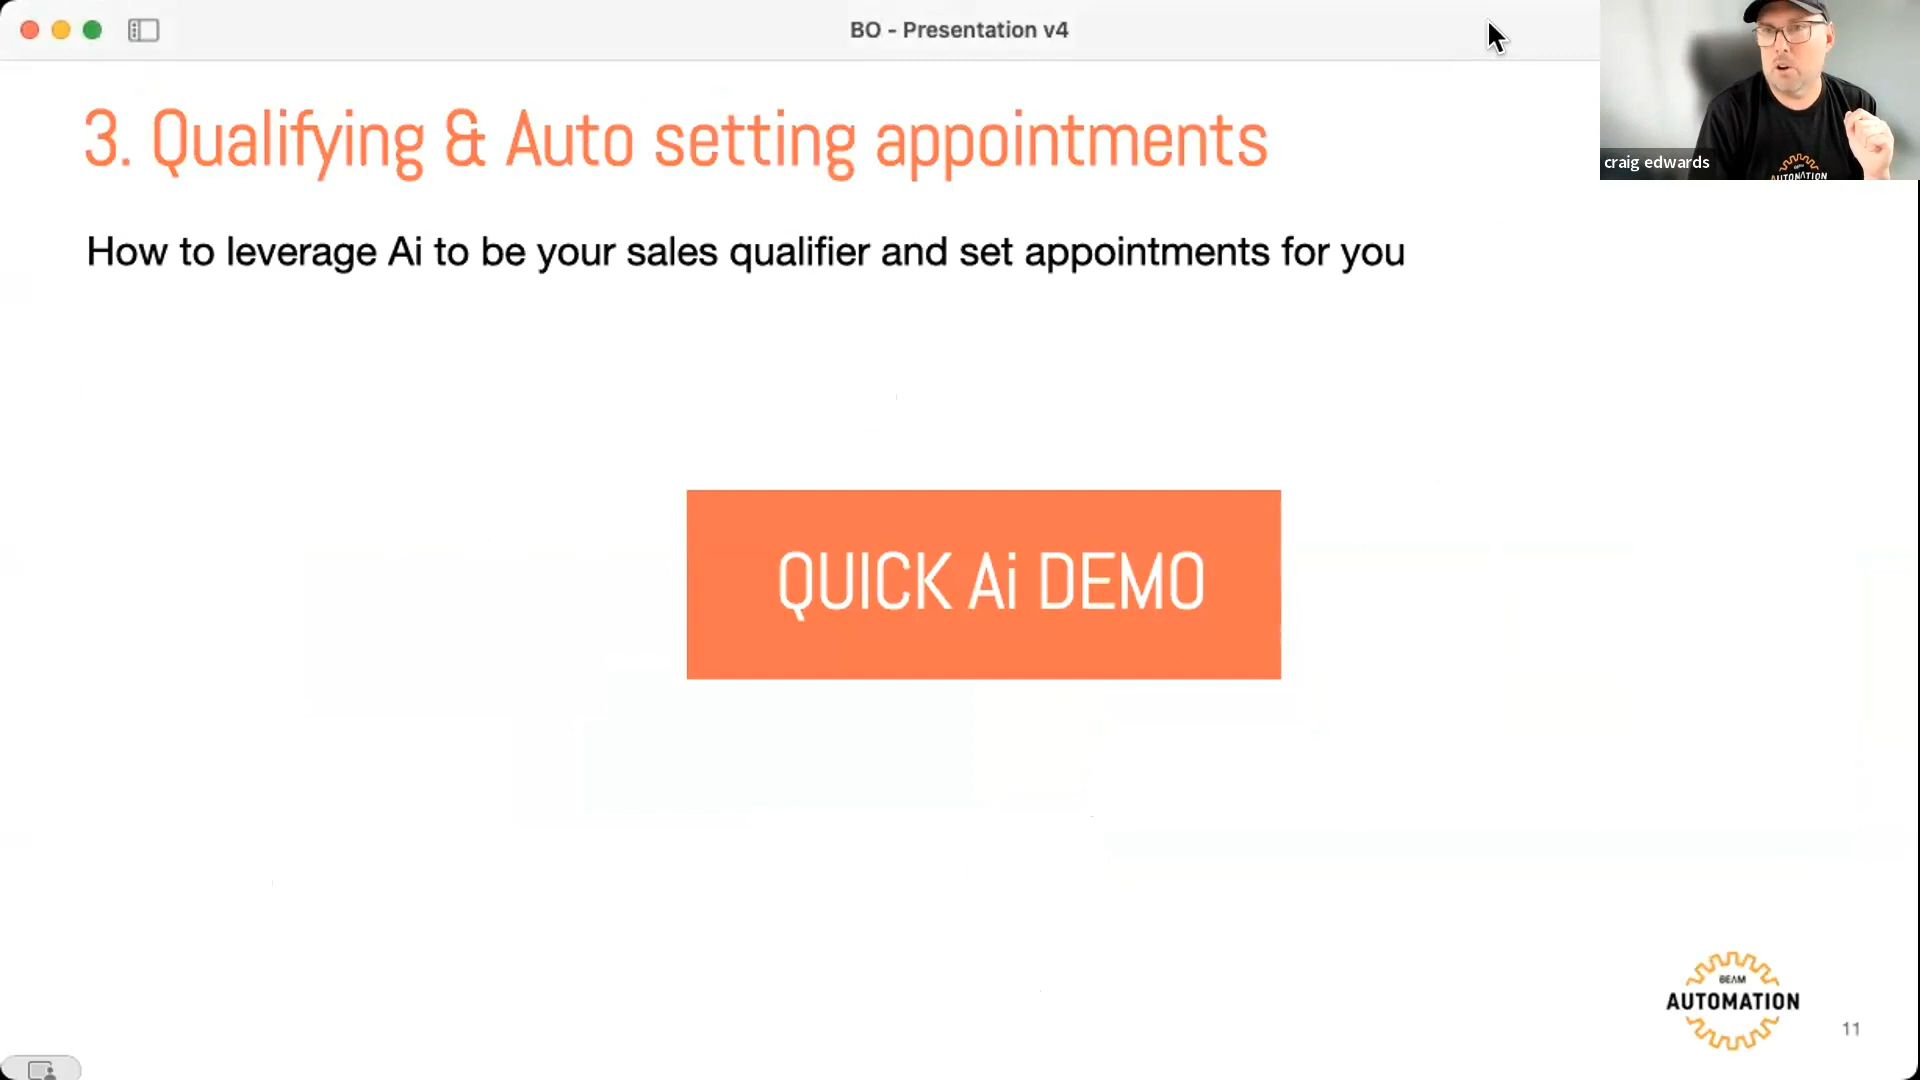 BO - Presentation v4
3. Qualifying & Auto setting appointments
How to leverage Ai to be your sales qualifier and set appointments for you
craig edwards
AUTOMATION
QUICK Ai DEMO
BEAM
AUTOMATION
11